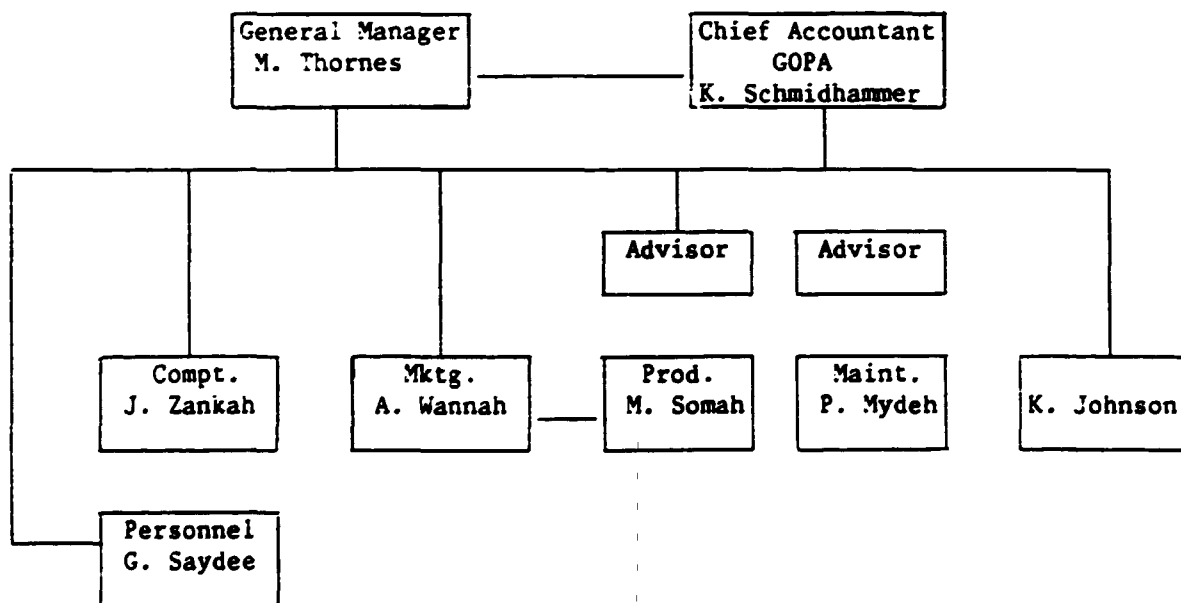 General Manager
M. Thornes
Chief Accountant
GOPA
K. Schmidhammer
Advisor
Advisor
Compt.
J. Zankah
Mktg.
A. Wannah
Prod.
M. Somah
Maint.
P. Mydeh
K. Johnson
Personnel
G. Saydee